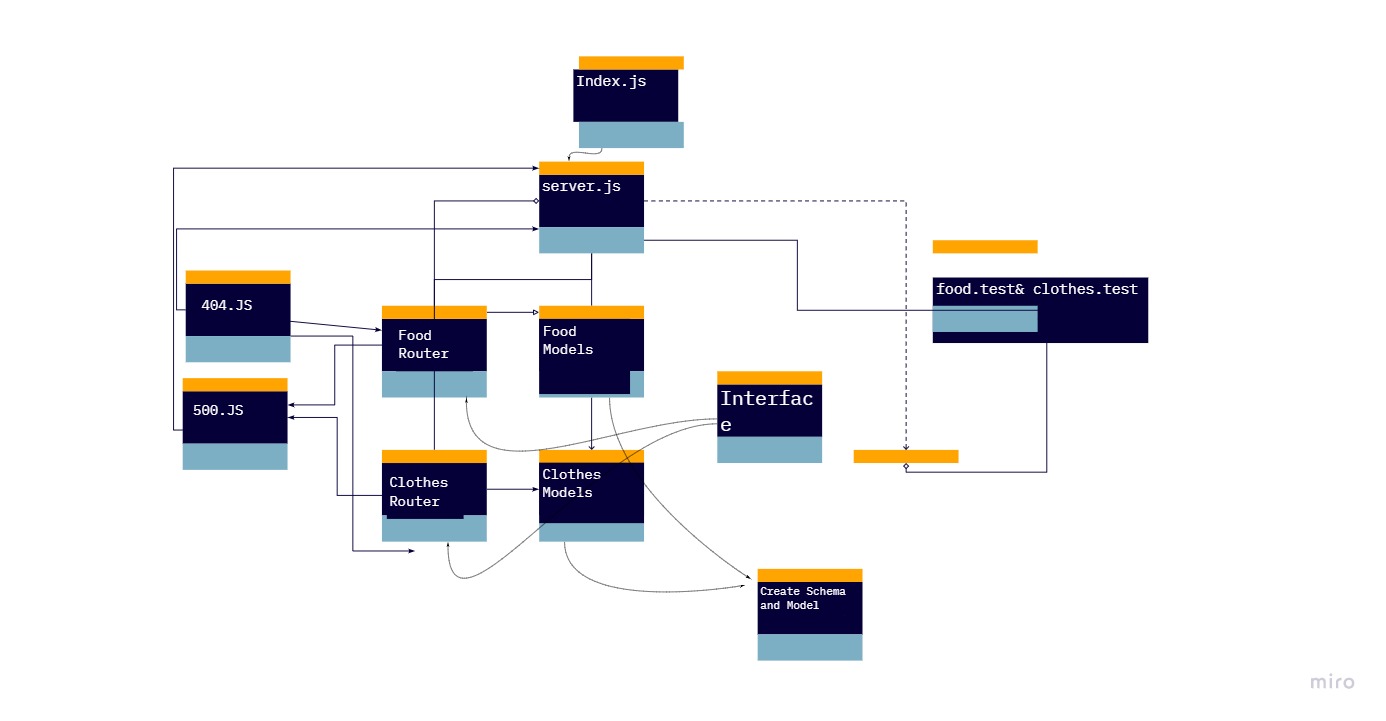 Index.js
server.js
food.test& clothes.test
404.JS
Food
Router
Food
Models
Interfac
e
500.JS
Clothes
Router
Clothes
Models
Create Schema
and Model
miro